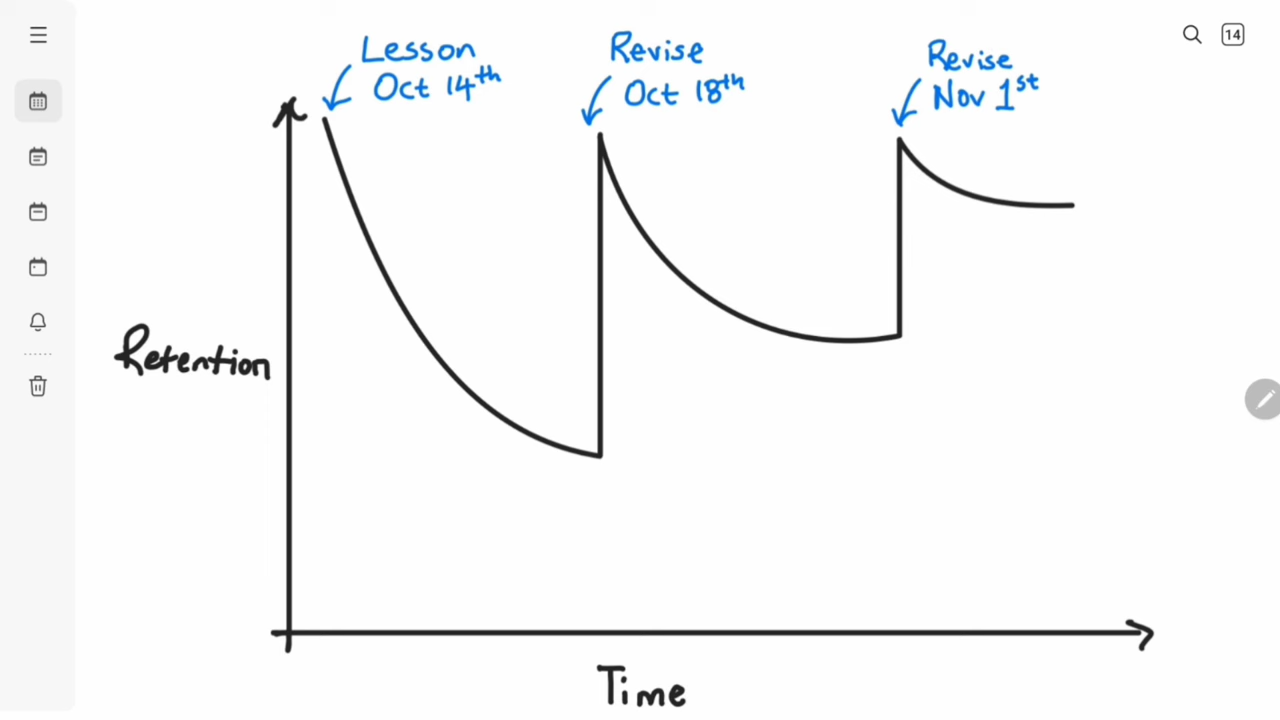 14
Lesson
Oct 14th
Revise
Oct 18th
Revise
Nov 1st
Retention
Time